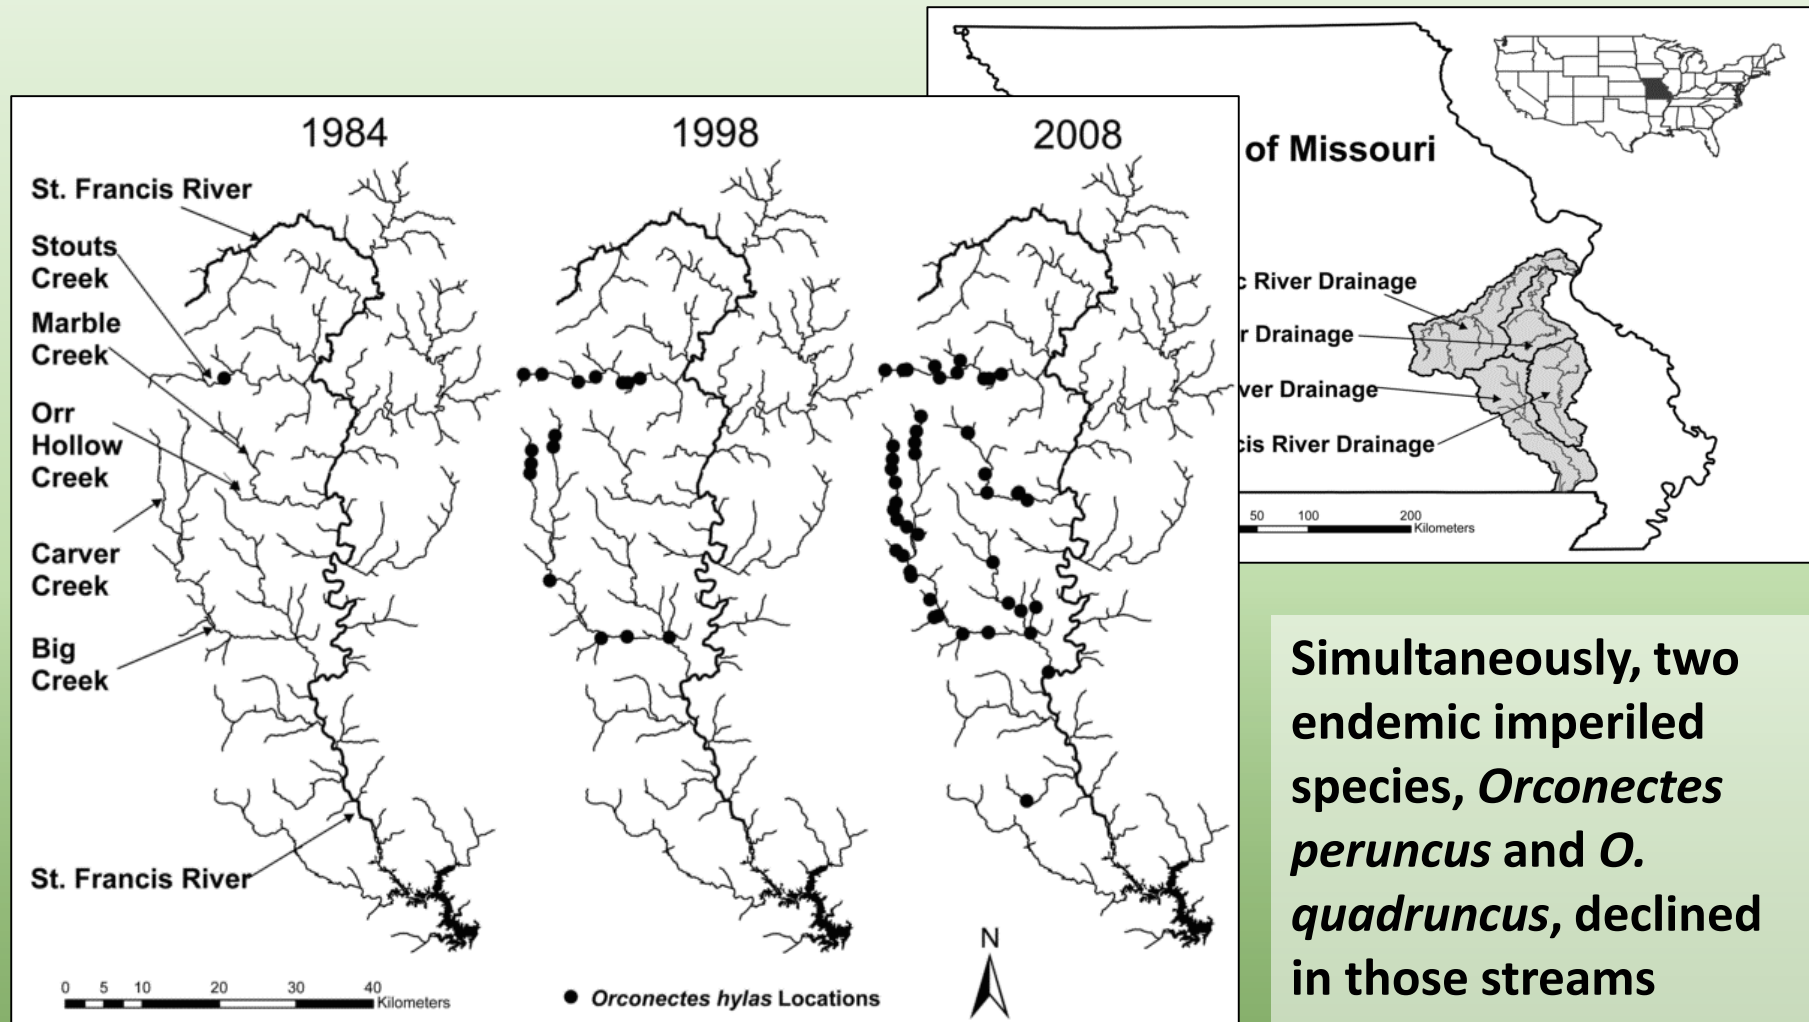 1984
1998
2008
St. Francis River
Stouts
Creek
Marble
Creek
Orr
Hollow
Creek
Carver
Creek
Big
Creek
St. Francis River
0 5 10 20 30 40
Kilometers
Orconectes hylas Locations
N
of Missouri
c River Drainage
r Drainage
ver Drainage
cis River Drainage
50 100 200
Kilometers
Simultaneously, two
endemic imperiled
species, Orconectes
peruncus and O.
quadruncus, declined
in those streams